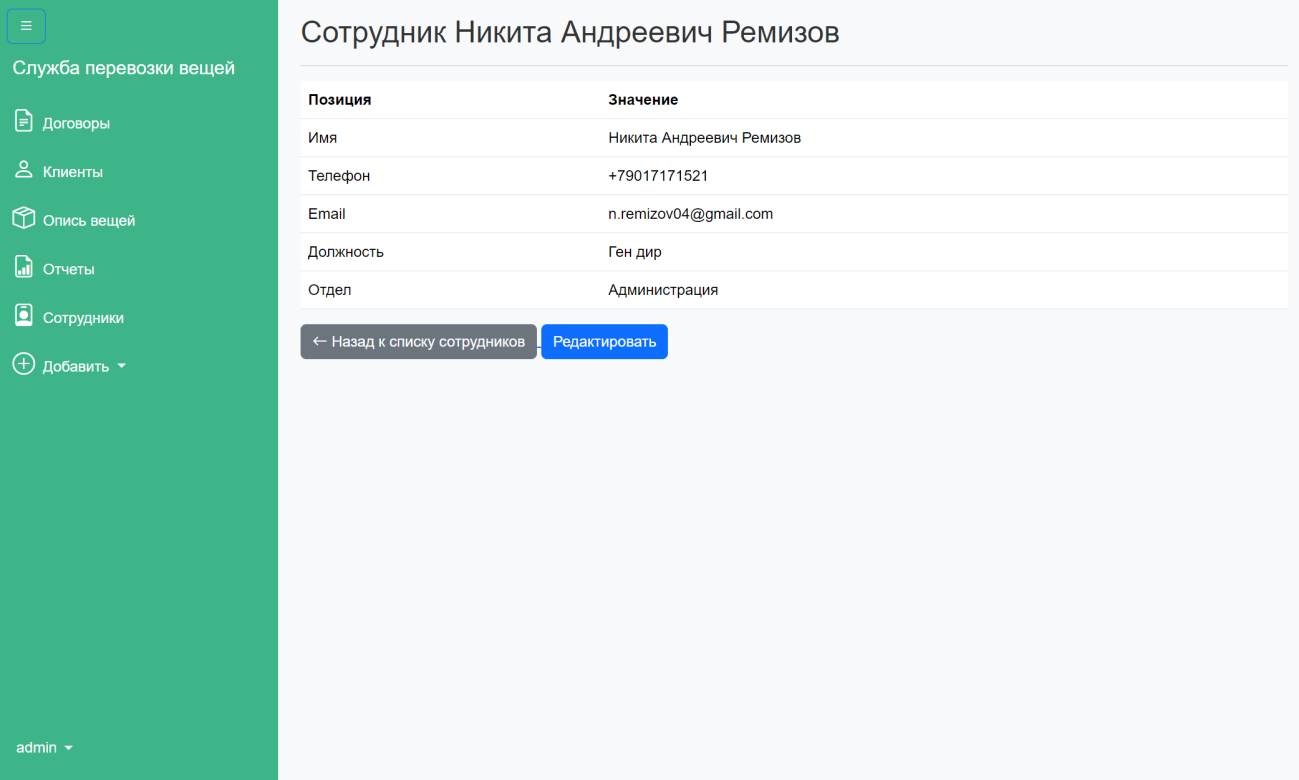 Служба перевозки вещей
Договоры
Клиенты
Опись вещей
Отчеты
Сотрудники
Добавить
admin
Сотрудник Никита Андреевич Ремизов
Позиция Значение
Имя Никита Андреевич Ремизов
Телефон +79017171521
Email n.remizov04@gmail.com
Должность Ген дир
Отдел Администрация
← Назад к списку сотрудников Редактировать